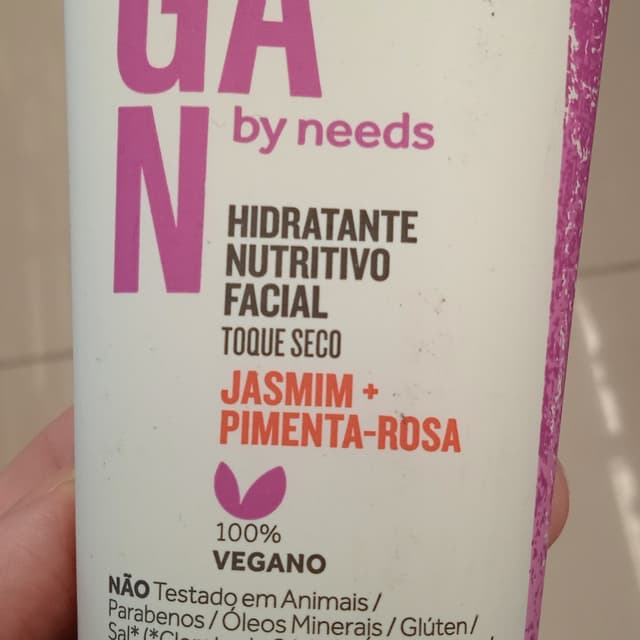 GA
N by needs
HIDRATANTE
NUTRITIVO
FACIAL
TOQUE SECO
JASMIM +
PIMENTA-ROSA
100%
VEGANO
NÃO Testado em Animais /
Parabenos / Óleos Minerais / Glúten /
Sal*